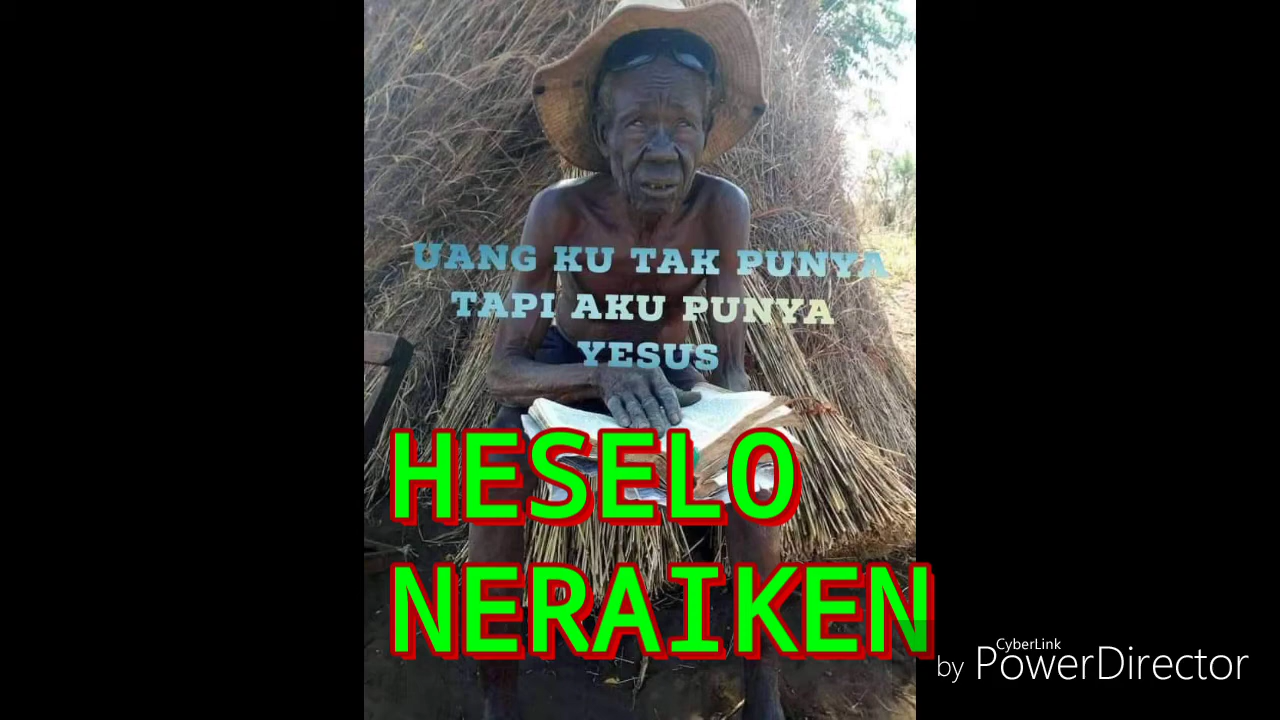 UANG KU TAK PUNYA
TAPI AKU PUNYA
YESUS
HESELO
NERAIKEN
CyberLink
by PowerDirector